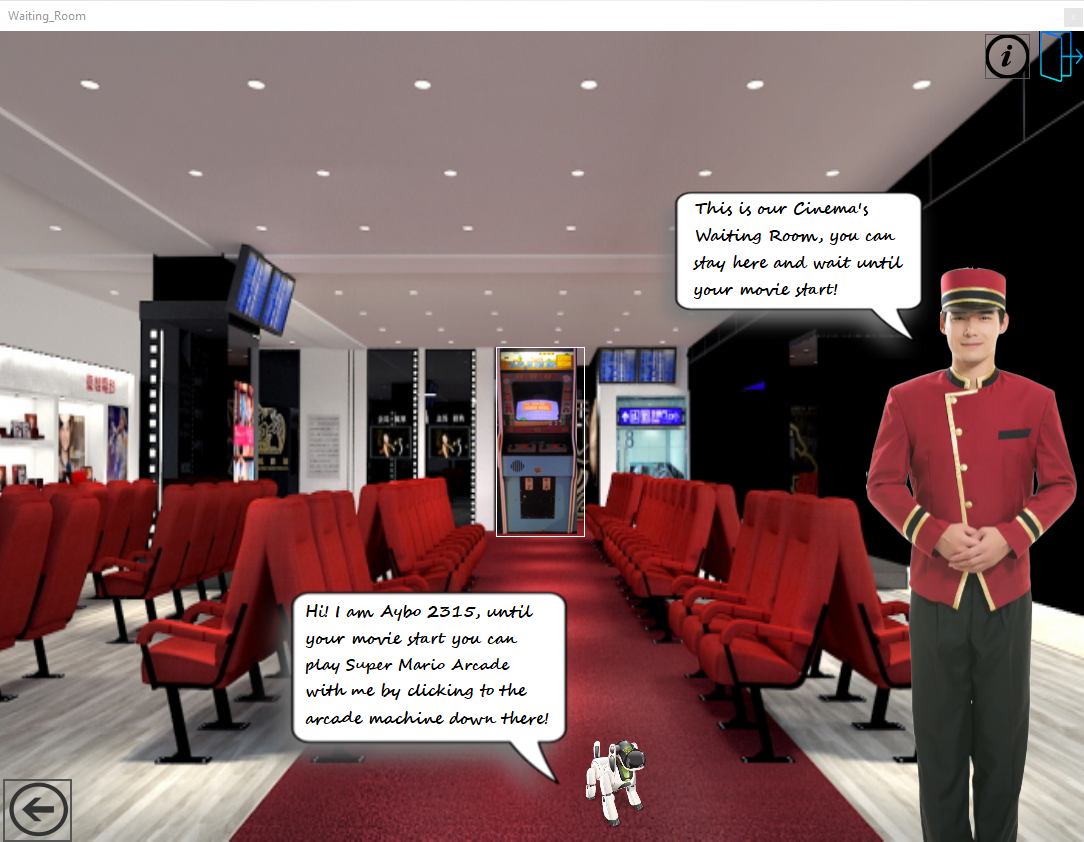 Waiting_Room
This is our Cinema's
Waiting Room, you can
stay here and wait until
your movie start!
Hi! I am Aybo 2315, until
your movie start you can
play Super Mario Arcade
with me by clicking to the
arcade machine down there!